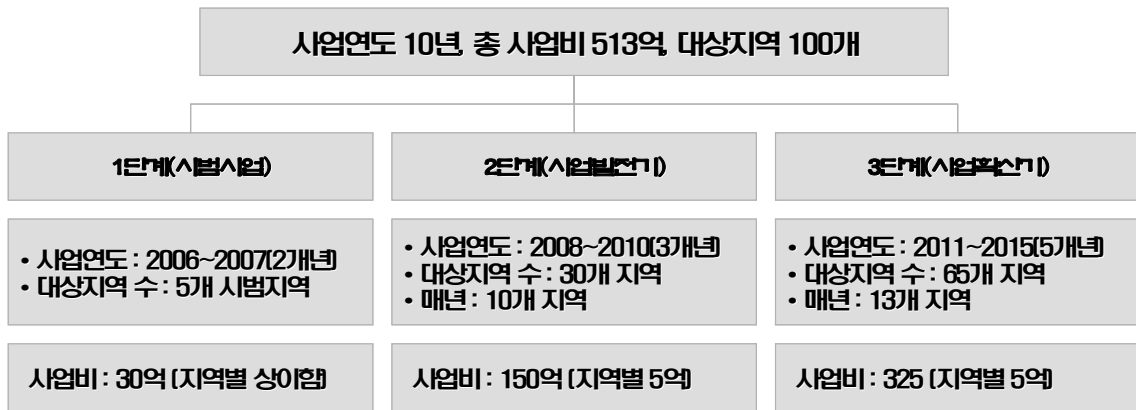 사업연도 10년, 총 사업비 513억, 대상지역 100개
1단계(시범사업)
• 사업연도 : 2006~2007(2개년)
• 대상지역 수 : 5개 시범지역
사업비 : 30억 (지역별 상이함)
2단계(사업발전기)
• 사업연도 : 2008~2010(3개년)
• 대상지역 수 : 30개 지역
• 매년 : 10개 지역
사업비 : 150억 (지역별 5억)
3단계(사업확산기)
• 사업연도 : 2011~2015(5개년)
• 대상지역 수 : 65개 지역
• 매년 : 13개 지역
사업비 : 325 (지역별 5억)